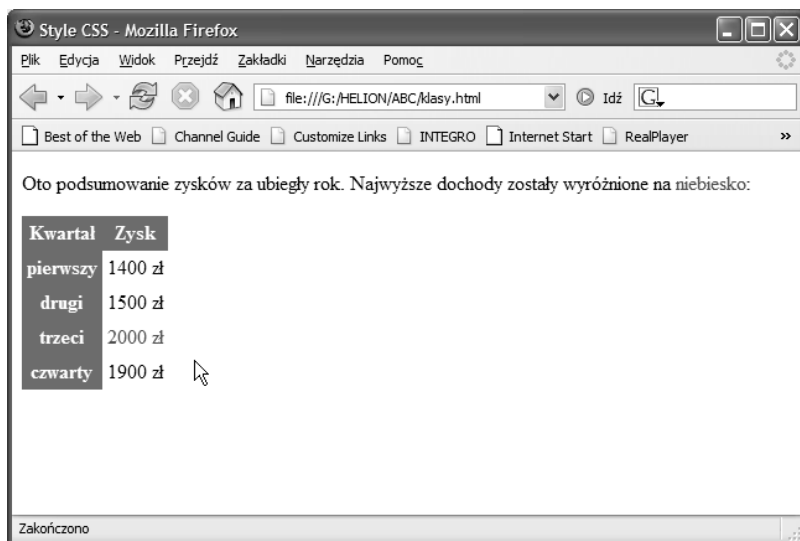 Style CSS - Mozilla Firefox
Plik Edycja Widok Przejdź Zakładki Narzędzia Pomoc
file:///G:/HELION/ABC/klasy.html Idź G
Best of the Web Channel Guide Customize Links INTEGRO Internet Start RealPlayer »
Oto podsumowanie zysków za ubiegły rok. Najwyższe dochody zostały wyróżnione na niebiesko:
Kwartał Zysk
pierwszy 1400 zł
drugi 1500 zł
trzeci 2000 zł
czwarty 1900 zł
Zakończono